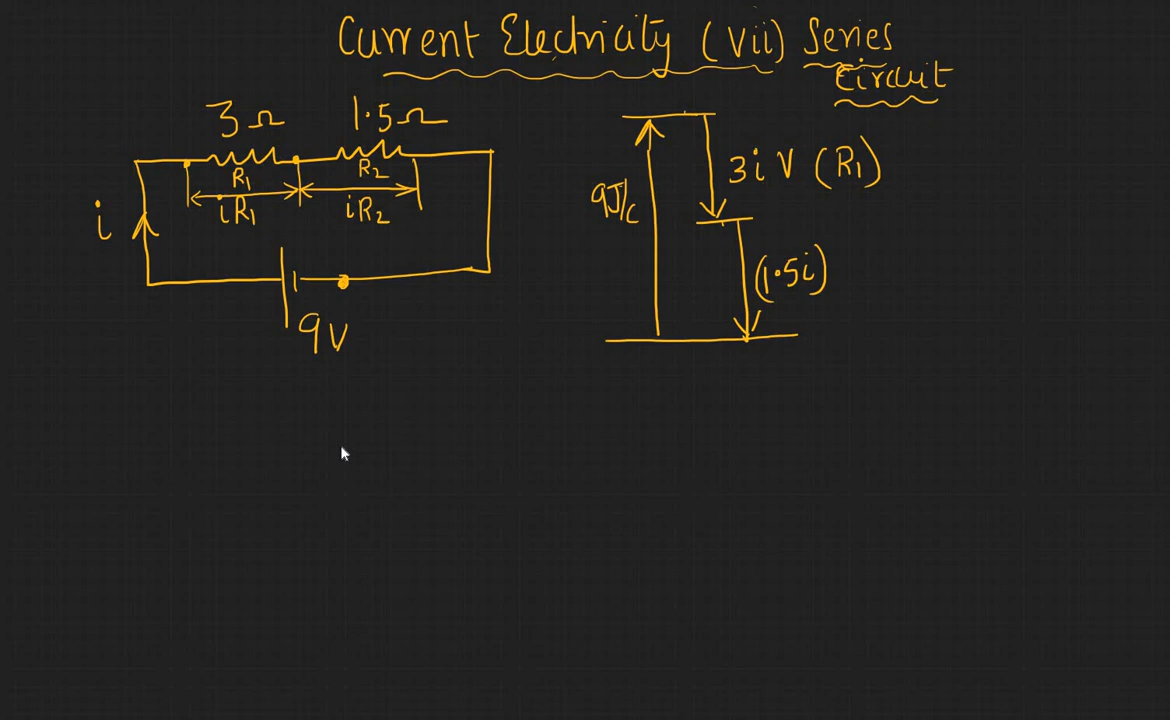 Current Electricity (Vii) Series
Circuit
3Ω 1.5Ω
R1 R2
iR1 iR2
i
9V
9J/C
3i V (R1)
(1.5i)